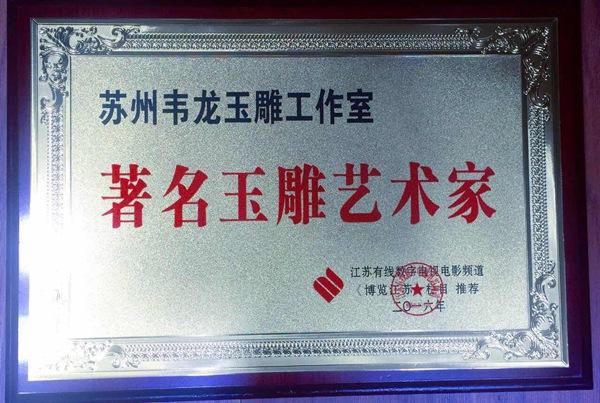 苏州韦龙玉雕工作室
著名玉雕艺术家
江苏有线数字电视电影频道
《博览江苏》栏目 推荐
二〇一六年